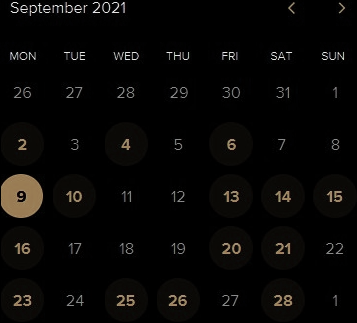 September 2021
MON TUE WED THU FRI SAT SUN
26 27 28 29 30 31 1
2 3 4 5 6 7 8
9 10 11 12 13 14 15
16 17 18 19 20 21 22
23 24 25 26 27 28 1